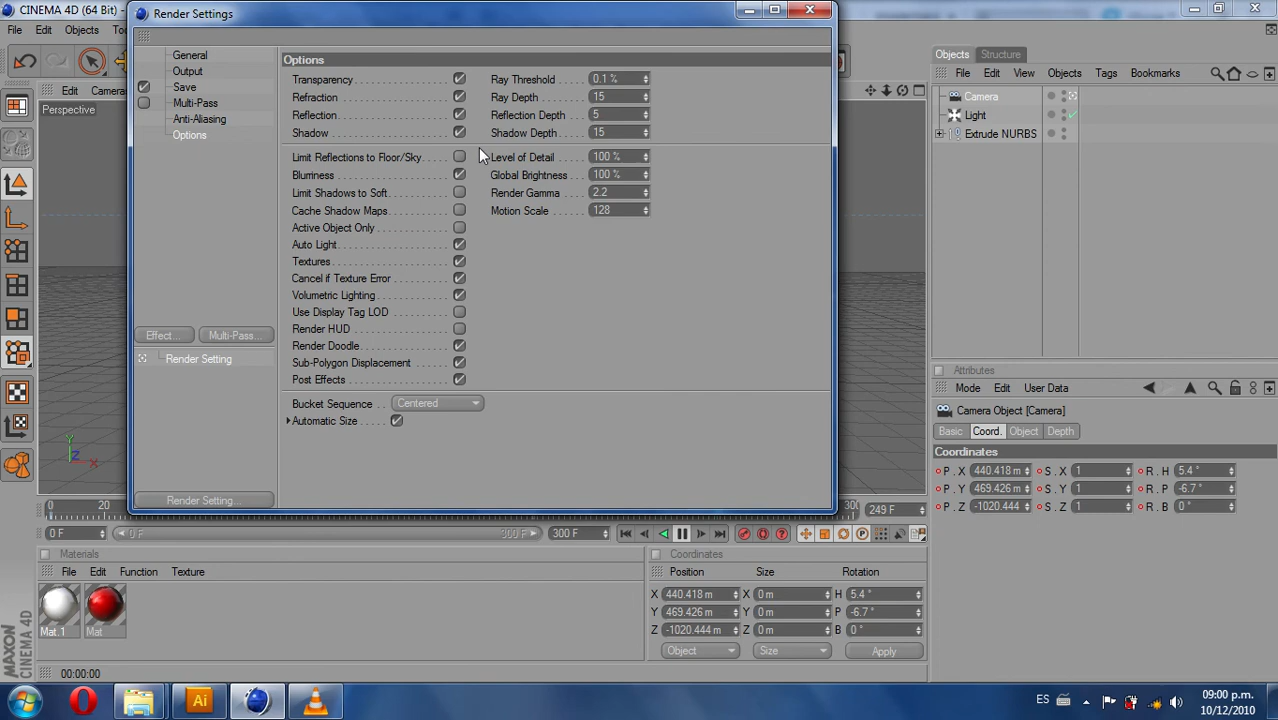 CINEMA 4D (64 Bit)
Render Settings
File Edit Objects
Edit Camera
Perspective
General
Output
Save
Multi-Pass
Anti-Aliasing
Options
Effect... Multi-Pass...
Render Setting
Render Setting...
Options
Transparency Ray Threshold 0.1 %
Refraction Ray Depth 15
Reflection Reflection Depth 5
Shadow Shadow Depth 15
Limit Reflections to Floor/Sky Level of Detail 100 %
Blurriness Global Brightness 100 %
Limit Shadows to Soft Render Gamma 2.2
Cache Shadow Maps Motion Scale 128
Active Object Only
Auto Light
Textures
Cancel if Texture Error
Volumetric Lighting
Use Display Tag LOD
Render HUD
Render Doodle
Sub-Polygon Displacement
Post Effects
Bucket Sequence Centered
Automatic Size
Objects Structure
File Edit View Objects Tags Bookmarks
Camera
Light
Extrude NURBS
Attributes
Mode Edit User Data
Camera Object [Camera]
Basic Coord. Object Depth
Coordinates
P . X 440.418 m S . X 1 R . H 5.4 °
P . Y 469.426 m S . Y 1 R . P -6.7 °
P . Z -1020.444 S . Z 1 R . B 0 °
Y
Z
X
0 20
249 F
0 F 0 F 300 F 300 F
P
Materials
File Edit Function Texture
Mat.1 Mat
Coordinates
Position Size Rotation
X 440.418 m X 0 m H 5.4 °
Y 469.426 m Y 0 m P -6.7 °
Z -1020.444 m Z 0 m B 0 °
Object Size Apply
MAXON
CINEMA 4D
00:00:00
Ai
ES
09:00 p.m.
10/12/2010